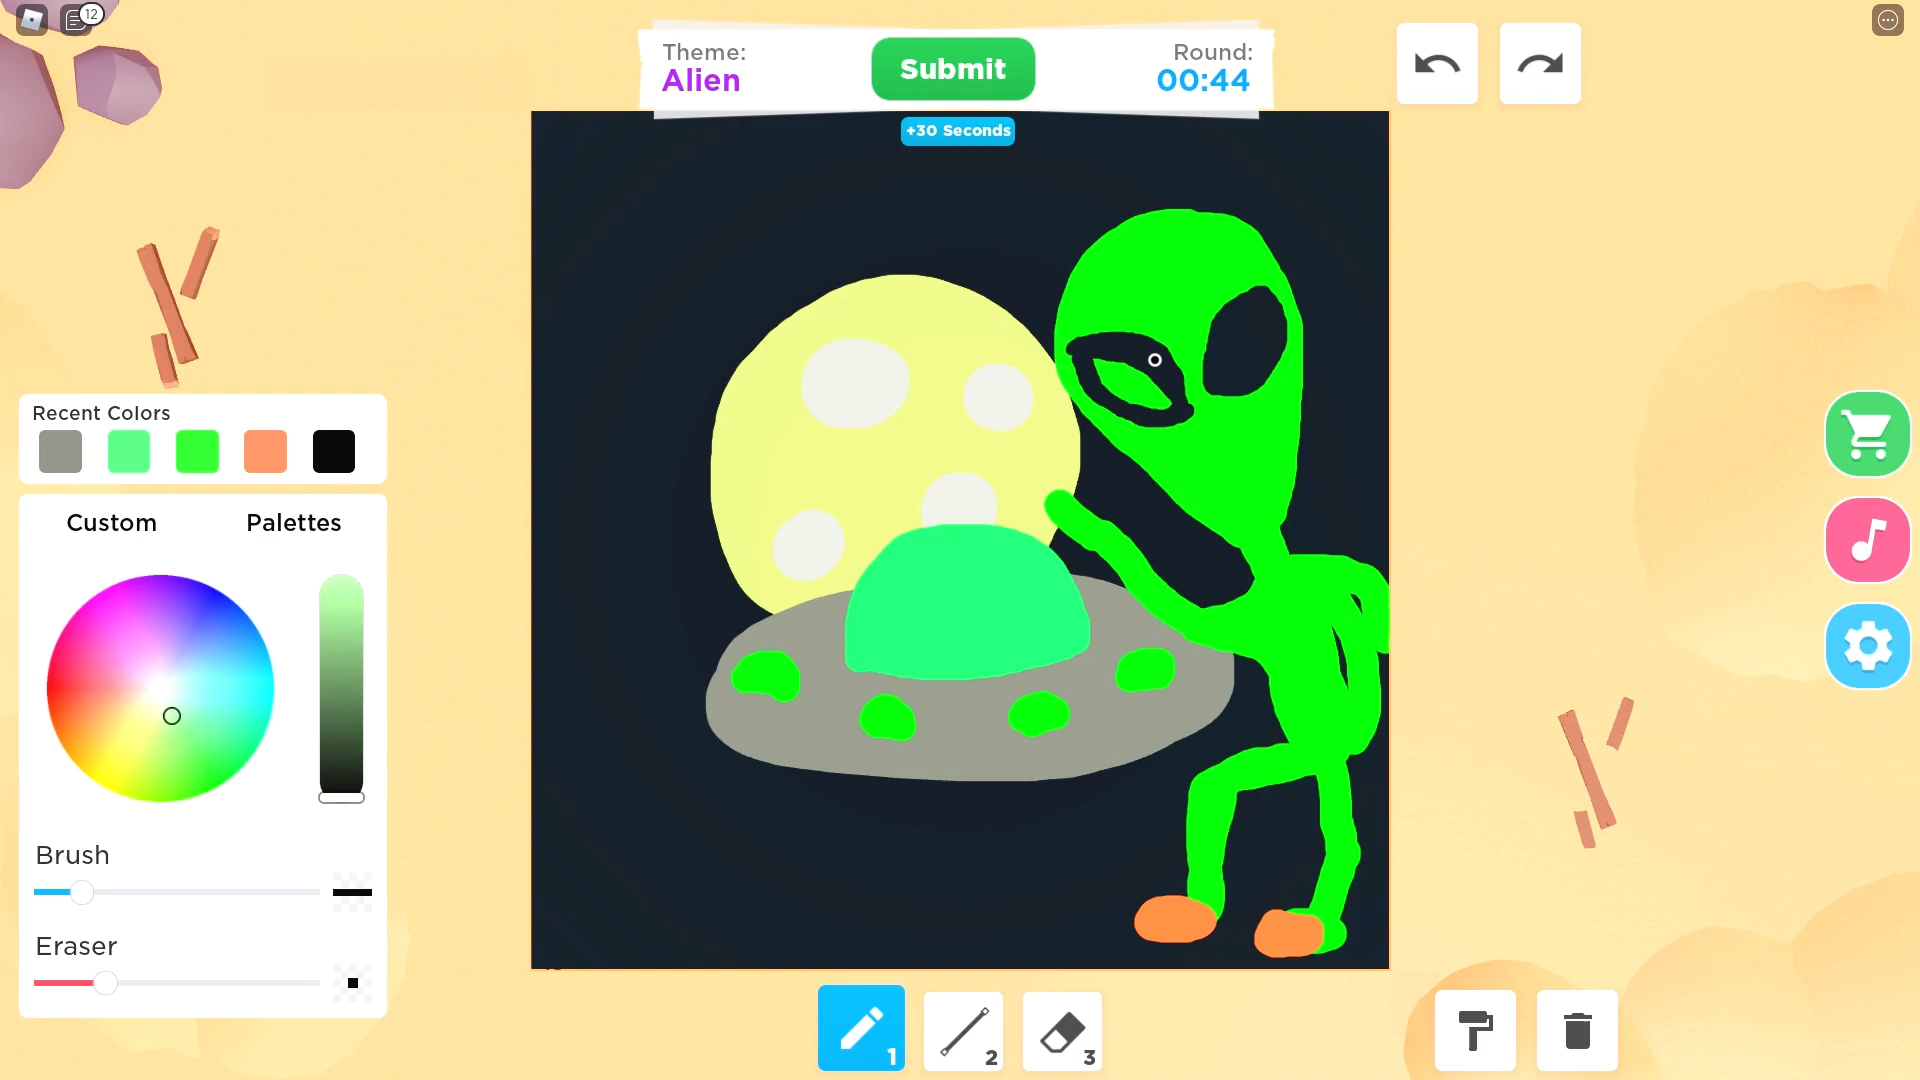 12
Theme:
Alien
Submit
Round:
00:44
+30 Seconds
Recent Colors
Custom
Palettes
Brush
Eraser
1
2
3